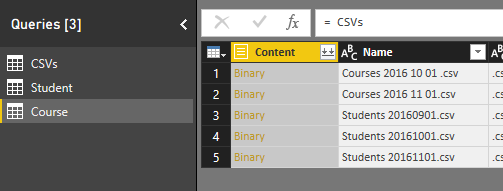 Queries [3]
CSVs
Student
Course
fx
= CSVs
Content
ABC Name
1 Binary Courses 2016 10 01 .csv .cs
2 Binary Courses 2016 11 01.csv .cs
3 Binary Students 20160901.csv .cs
4 Binary Students 20161001.csv .cs
5 Binary Students 20161101.csv .cs